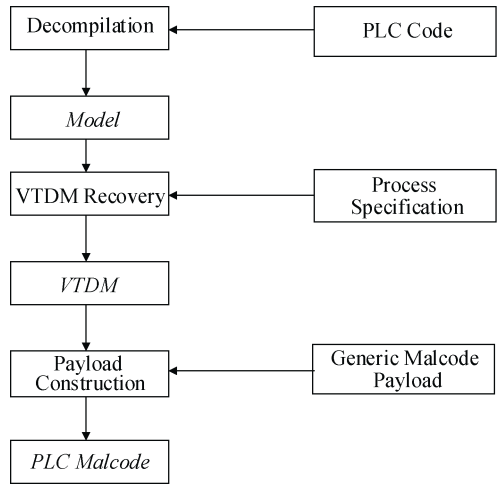 Decompilation
PLC Code
Model
VTDM Recovery
Process
Specification
VTDM
Payload
Construction
Generic Malcode
Payload
PLC Malcode